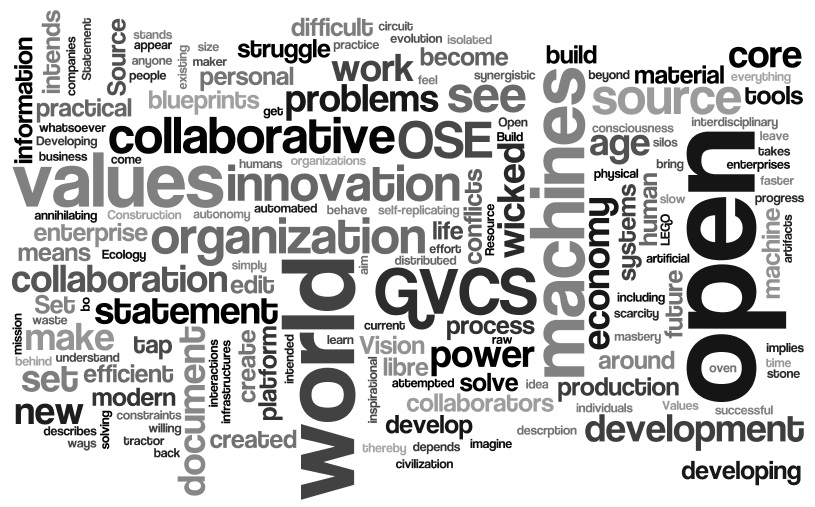 information
intends
companies
Statement
Source
stands
appear
anyone
people
existing
size
maker
personal
difficult
circuit
struggle
practice
evolution
isolated
work
feel
become
synergistic
build
beyond
material
core
everything
tools
practical
blueprints
get
problems
see
source
whatsoever
Developing
business
come
collaborative
OSE
Open
Build
consciousness
interdisciplinary
age
silos
leave
takes
bring
enterprises
humans
organizations
values
innovation
conflicts
wicked
machines
physical
faster
slow
progress
annihilating
Construction
autonomy
automated
behave
self-replicating
life
effort
Resource
economy
systems
human
LEGO
open
machine
artifacts
enterprise
organization
means
Ecology
simply
world
aim
distributed
artificial
collaboration
edit
GVCS
including
scarcity
future
Set
waste
bo
statement
mission
make
tap
document
interactions
infrastructures
create
platform
intended
learn
current
process
raw
mastery
behind
understand
Vision
libre
power
around
oven
implies
time
stone
set
efficient
inspirational
attempted
solve
idea
production
modern
new
constraints
collaborators
individuals
Values
successful
describes
ways
solving
willing
tractor
back
created
develop
descrption
development
thereby
depends
imagine
civilization
developing